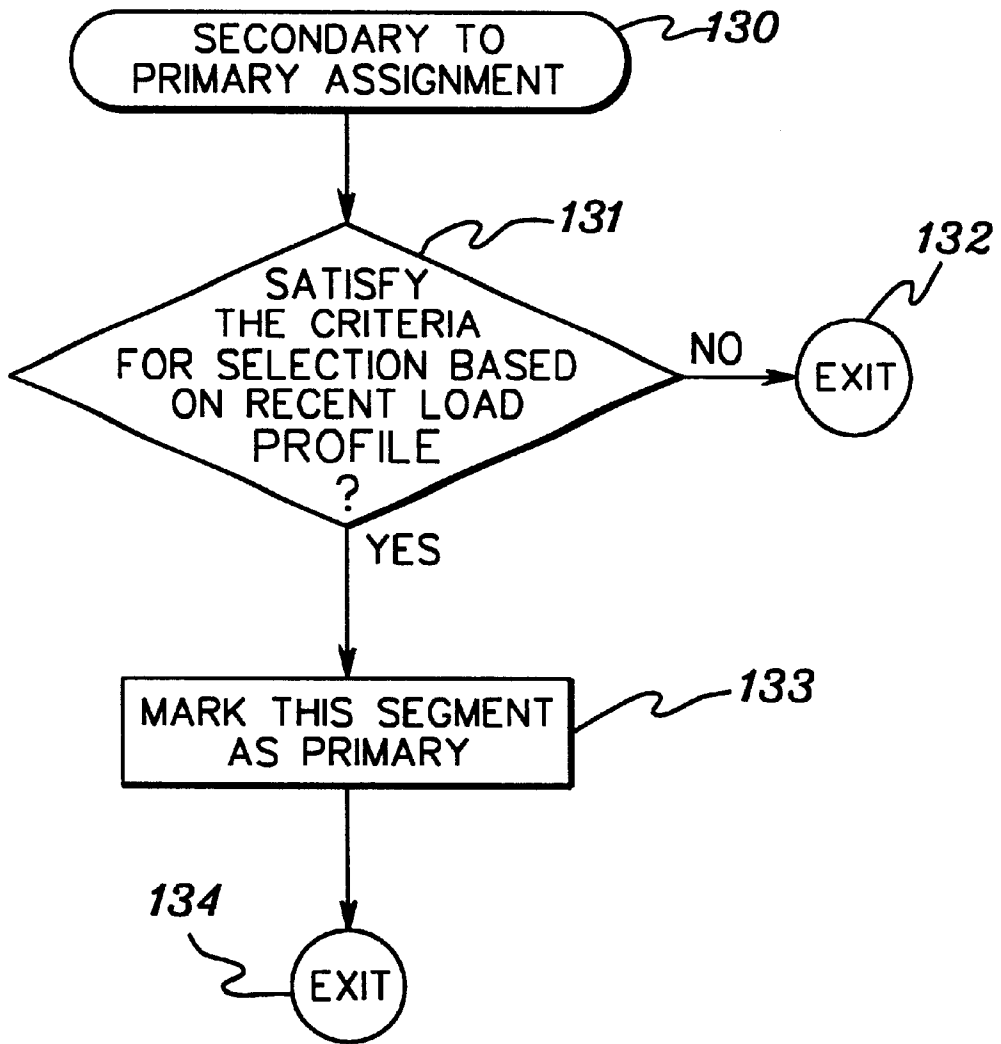 SECONDARY TO
PRIMARY ASSIGNMENT
130
131
SATISFY
THE CRITERIA
FOR SELECTION BASED
ON RECENT LOAD
PROFILE
?
NO
132
EXIT
YES
MARK THIS SEGMENT
AS PRIMARY
133
134
EXIT